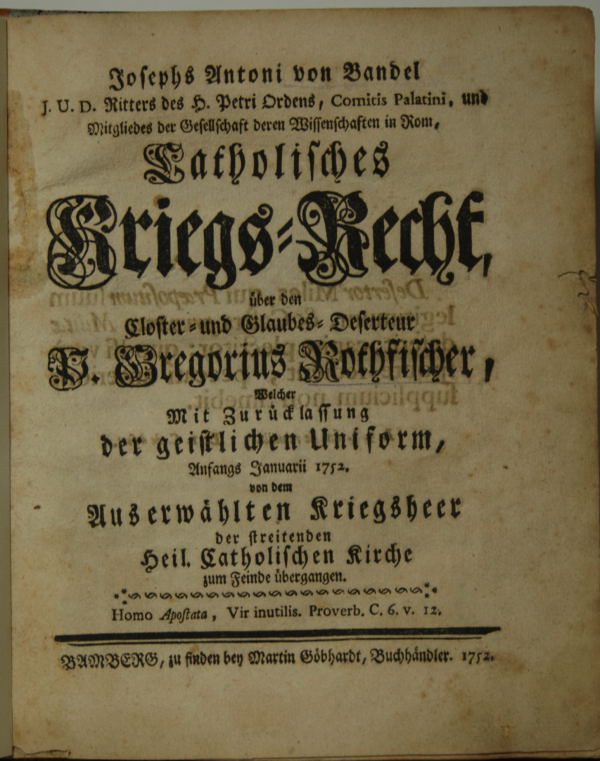 Josephs Antoni von Bandel
J. U. D. Ritters des H. Petri Ordens, Comitis Palatini, und
Mitgliedes der Gesellschaft deren Wissenschaften in Rom,
Catholisches
Kriegs-Recht,
über den
Closter- und Glaubes-Deserteur
P. Gregorius Rothfischer,
Welcher
Mit Zurücklassung
der geistlichen Uniform,
Anfangs Januarii 1752.
von dem
Auserwählten Kriegsheer
der streitenden
Heil. Catholischen Kirche
zum Feinde übergangen.
Homo Apostata, Vir inutilis. Proverb. C. 6. v. 12.
BAMBERG, zu finden bey Martin Göbhardt, Buchhändler. 1752.